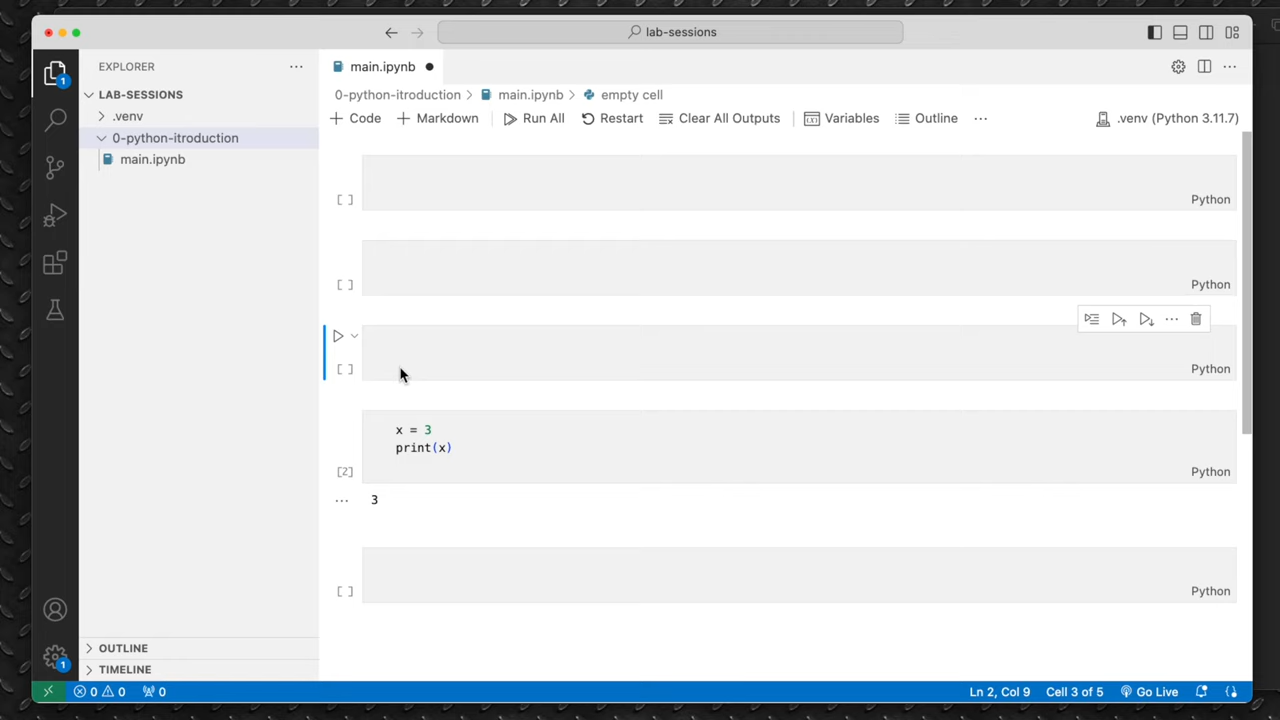 lab-sessions
EXPLORER
main.ipynb
1
LAB-SESSIONS
0-python-itroduction > main.ipynb > empty cell
.venv
Code
Markdown
Run All
Restart
Clear All Outputs
Variables
Outline
...
.venv (Python 3.11.7)
0-python-itroduction
main.ipynb
[ ]
Python
[ ]
Python
[ ]
Python
x = 3
print(x)
[2]
Python
3
[ ]
Python
OUTLINE
1
TIMELINE
0 0 0
Ln 2, Col 9 Cell 3 of 5 Go Live